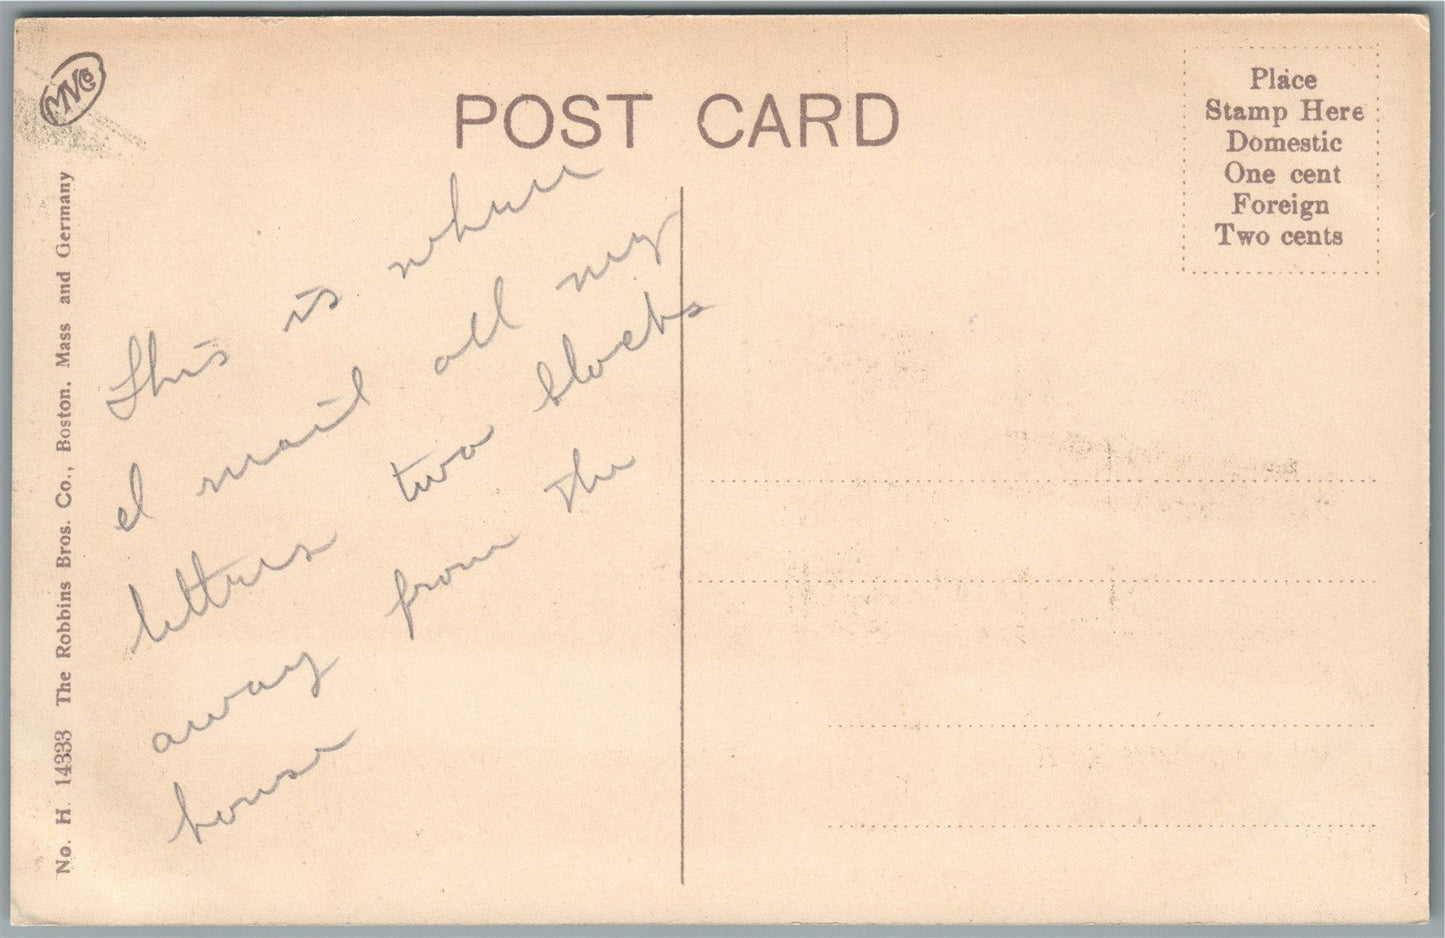 MVCo
POST CARD
Place
Stamp Here
Domestic
One cent
Foreign
Two cents
This is where
I mail all my
letters two blocks
away from the
house
No. H. 14333 The Robbins Bros. Co., Boston. Mass and Germany